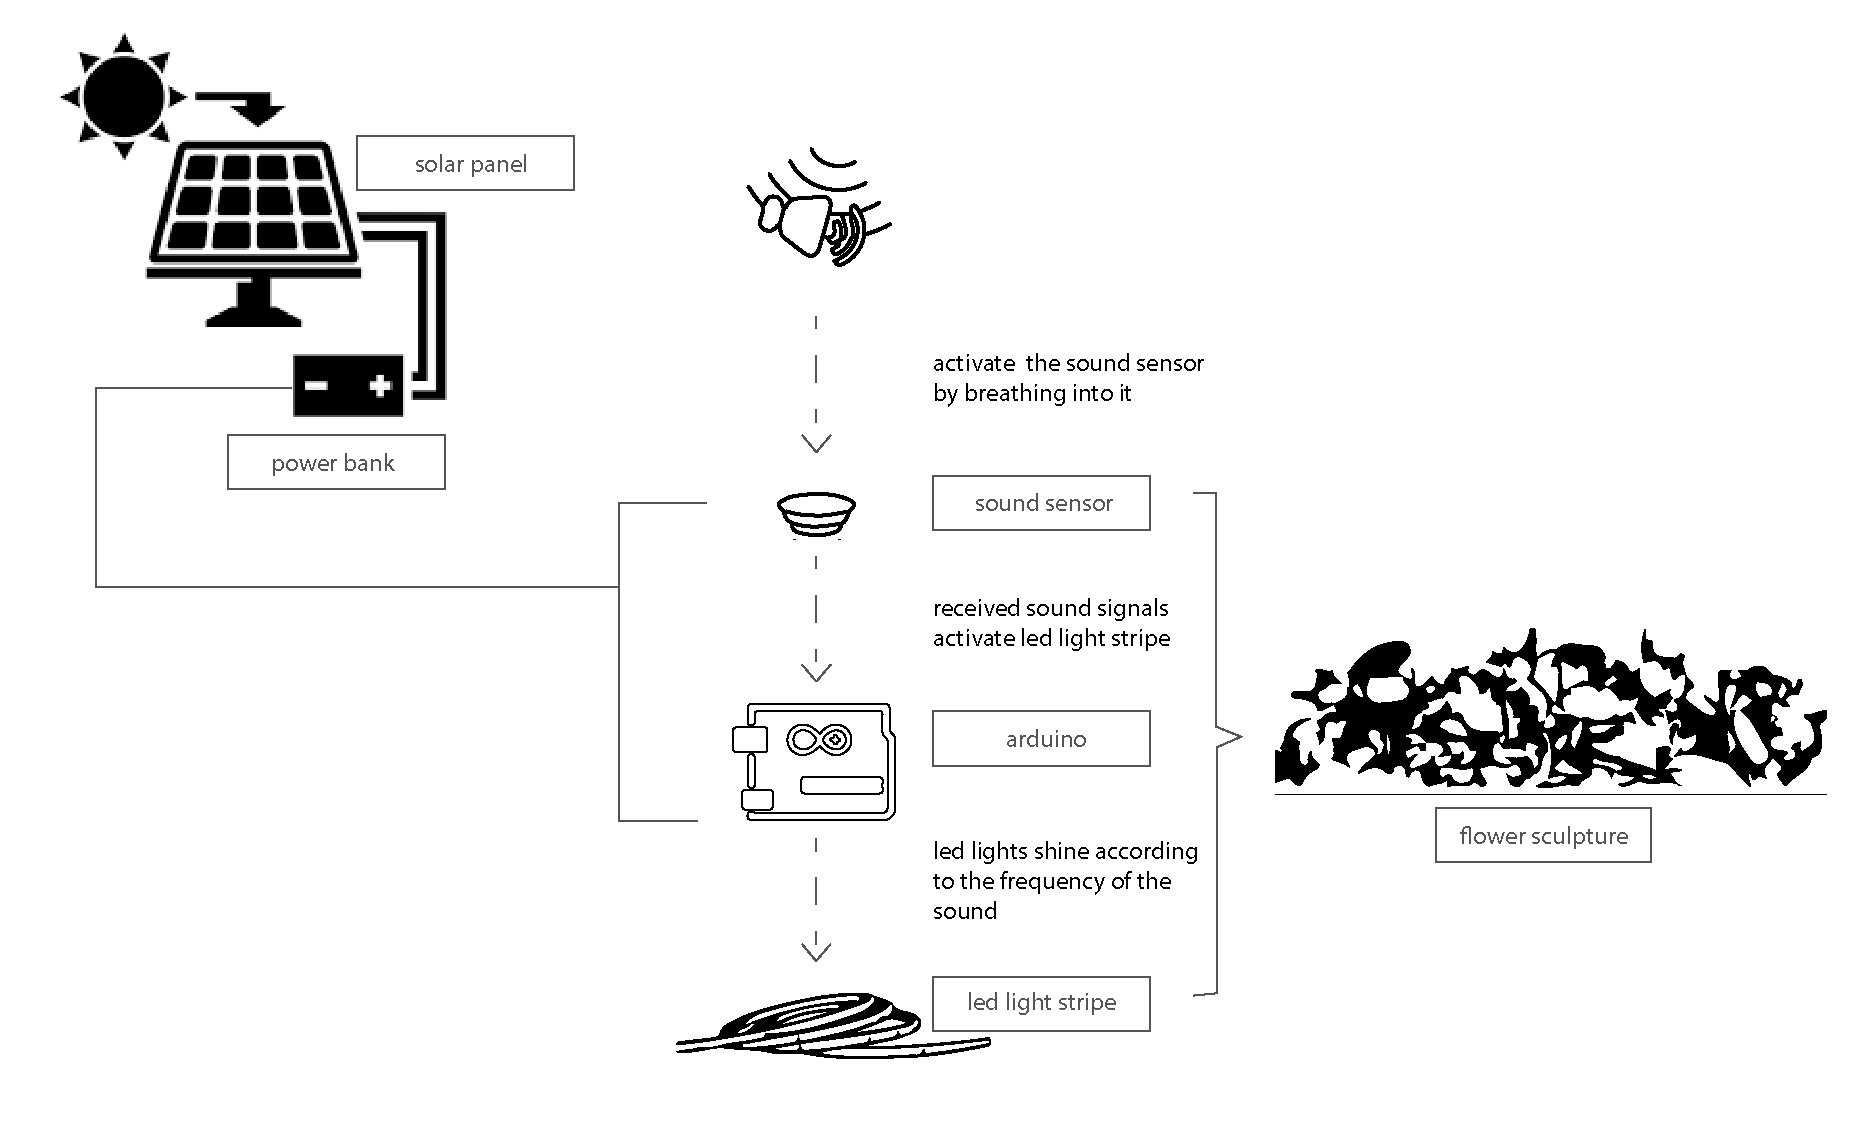 solar panel
power bank
activate  the sound sensor
by breathing into it
sound sensor
received sound signals
activate led light stripe
arduino
led lights shine according
to the frequency of the
sound
led light stripe
flower sculpture